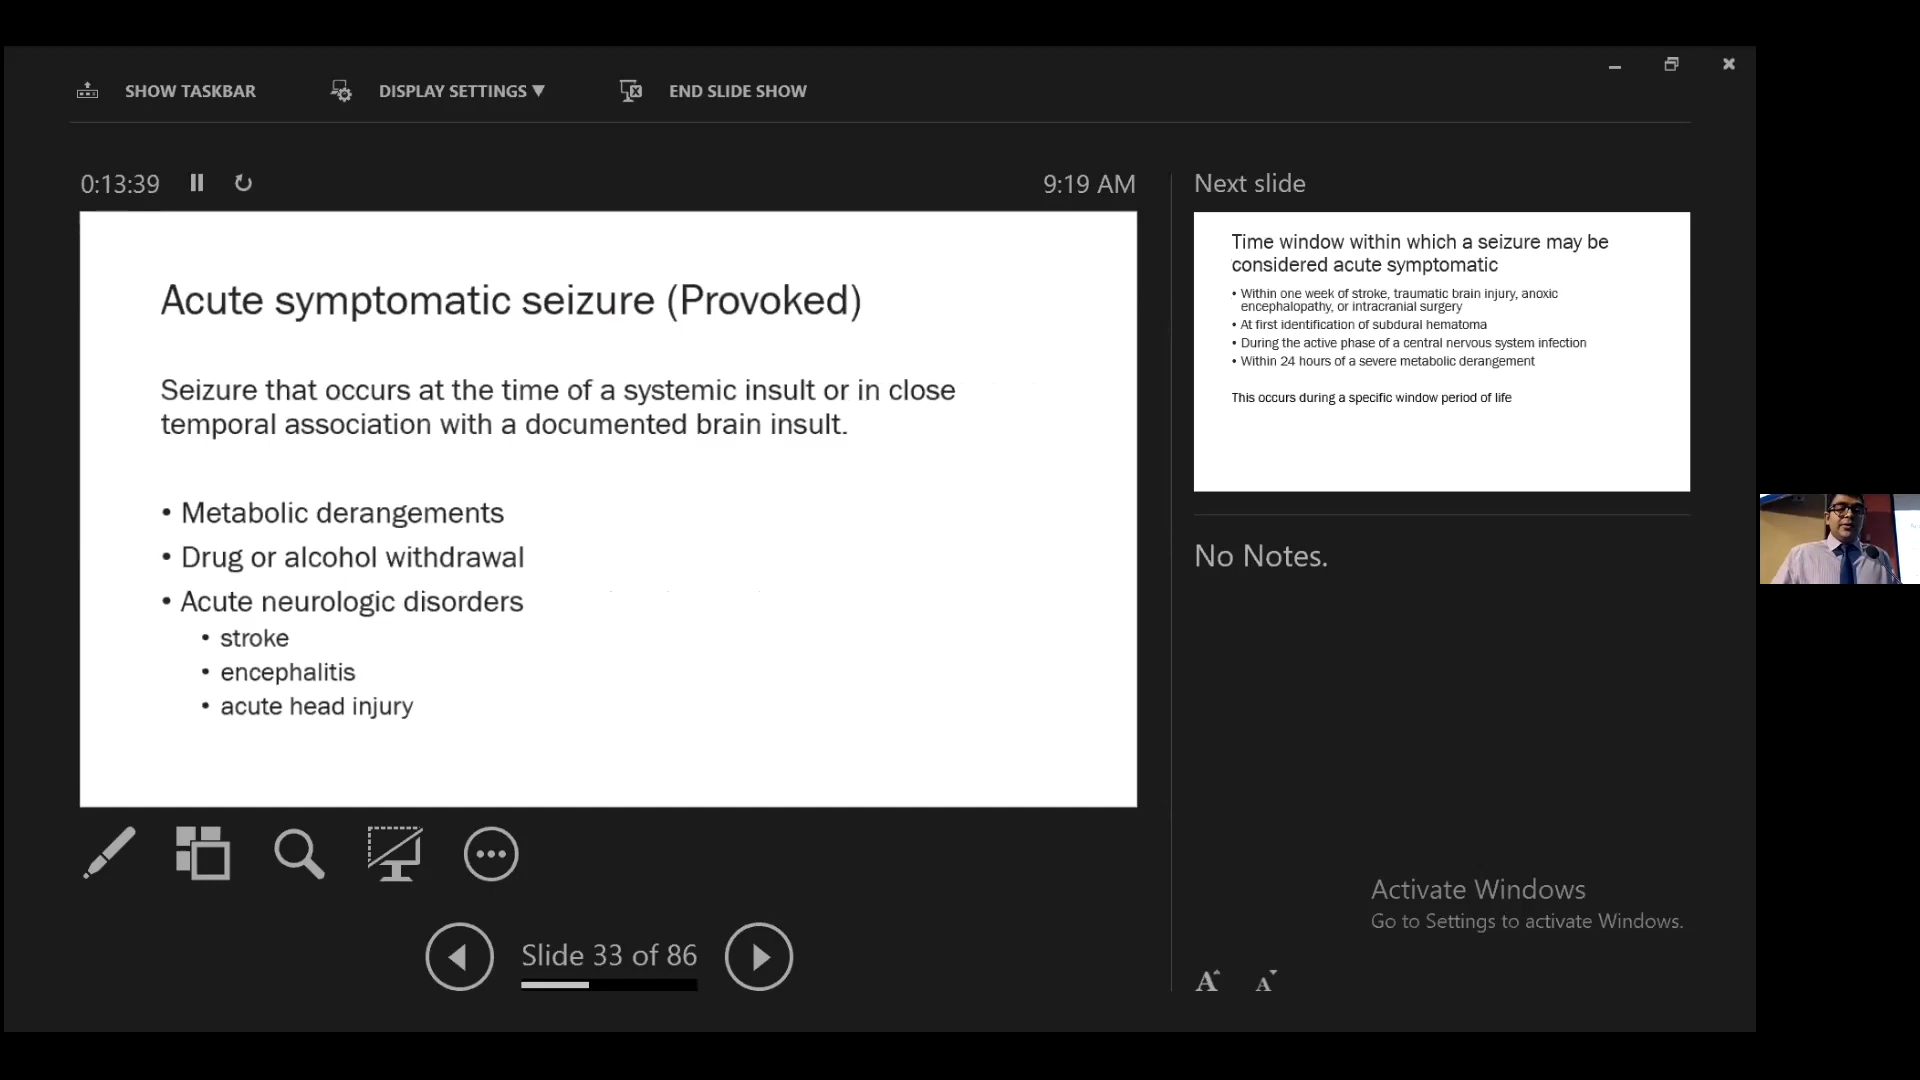 SHOW TASKBAR
DISPLAY SETTINGS ▼
END SLIDE SHOW
0:13:39
9:19 AM
Acute symptomatic seizure (Provoked)
Seizure that occurs at the time of a systemic insult or in close
temporal association with a documented brain insult.
• Metabolic derangements
• Drug or alcohol withdrawal
• Acute neurologic disorders
• stroke
• encephalitis
• acute head injury
Slide 33 of 86
Next slide
Time window within which a seizure may be
considered acute symptomatic
• Within one week of stroke, traumatic brain injury, anoxic
encephalopathy, or intracranial surgery
• At first identification of subdural hematoma
• During the active phase of a central nervous system infection
• Within 24 hours of a severe metabolic derangement
This occurs during a specific window period of life
No Notes.
Activate Windows
Go to Settings to activate Windows.
A A